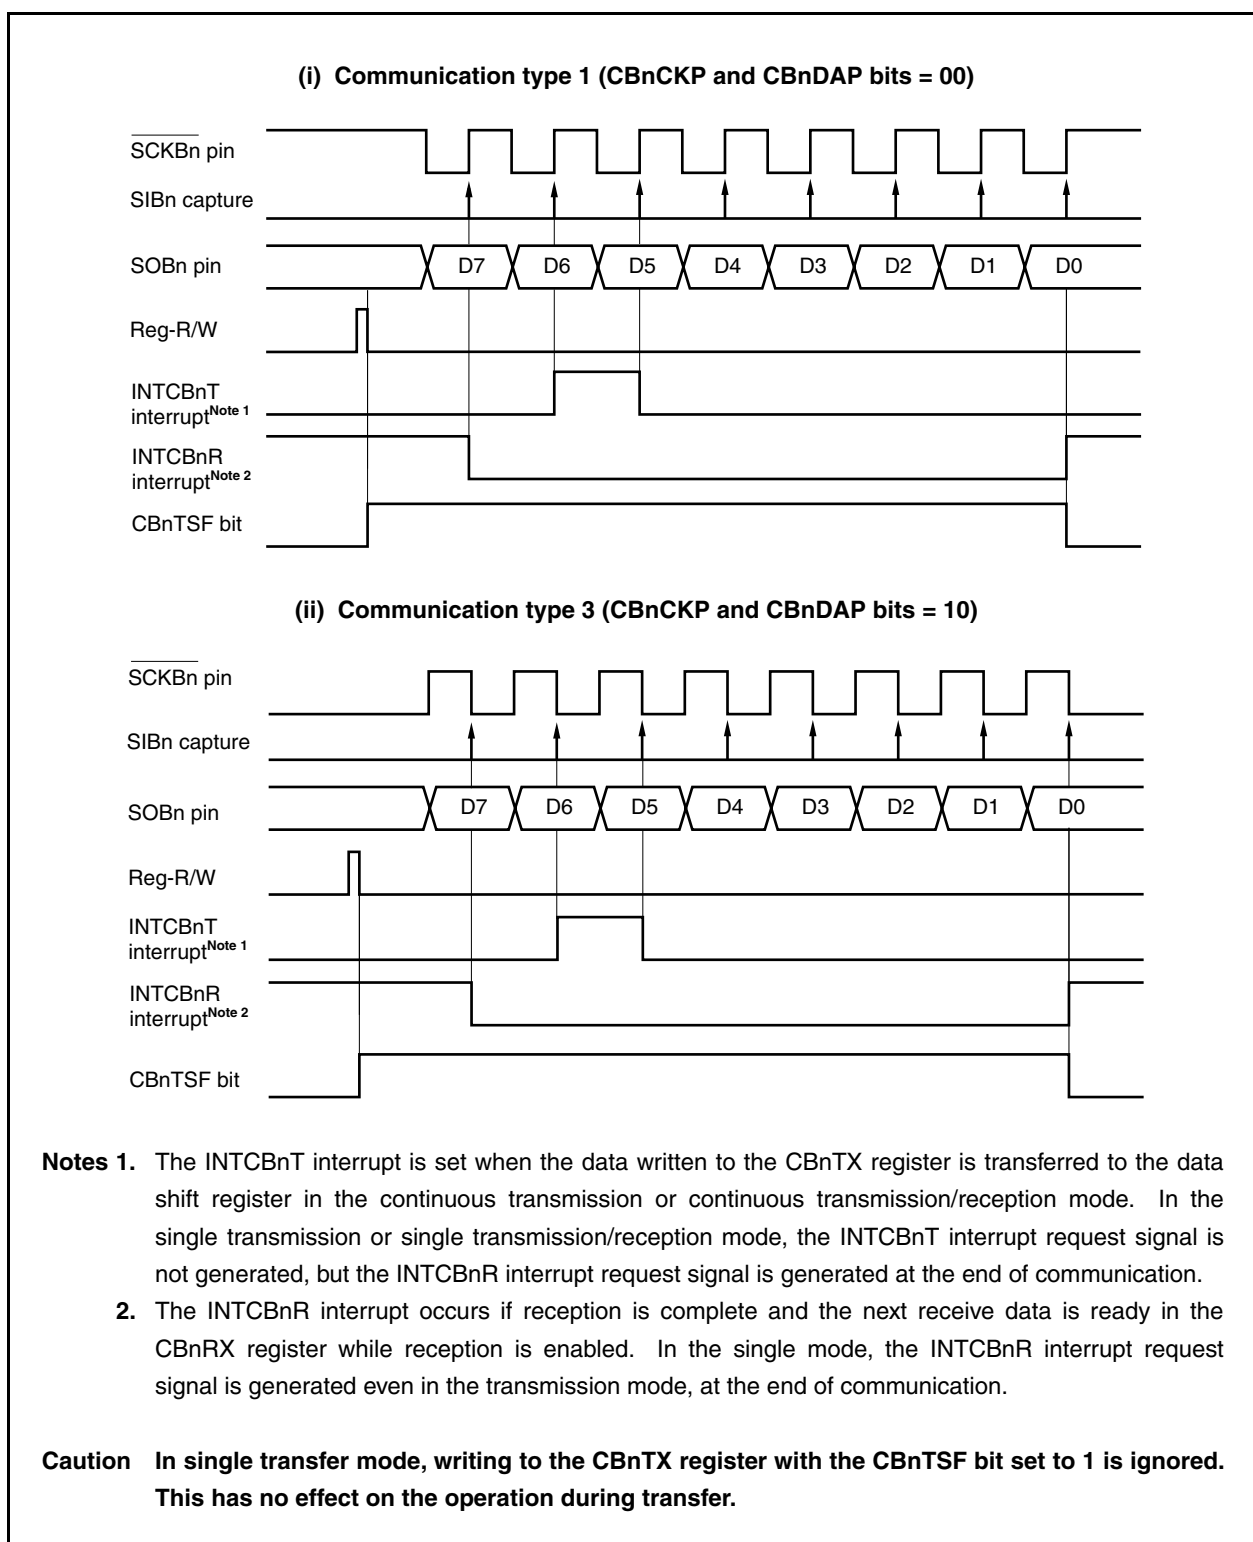 (i) Communication type 1 (CBnCKP and CBnDAP bits = 00)
SCKBn pin
SIBn capture
SOBn pin D7 D6 D5 D4 D3 D2 D1 D0
Reg-R/W
INTCBnT
interruptNote 1
INTCBnR
interruptNote 2
CBnTSF bit
(ii) Communication type 3 (CBnCKP and CBnDAP bits = 10)
SCKBn pin
SIBn capture
SOBn pin D7 D6 D5 D4 D3 D2 D1 D0
Reg-R/W
INTCBnT
interruptNote 1
INTCBnR
interruptNote 2
CBnTSF bit
Notes 1. The INTCBnT interrupt is set when the data written to the CBnTX register is transferred to the data
shift register in the continuous transmission or continuous transmission/reception mode. In the
single transmission or single transmission/reception mode, the INTCBnT interrupt request signal is
not generated, but the INTCBnR interrupt request signal is generated at the end of communication.
2. The INTCBnR interrupt occurs if reception is complete and the next receive data is ready in the
CBnRX register while reception is enabled. In the single mode, the INTCBnR interrupt request
signal is generated even in the transmission mode, at the end of communication.
Caution In single transfer mode, writing to the CBnTX register with the CBnTSF bit set to 1 is ignored.
This has no effect on the operation during transfer.